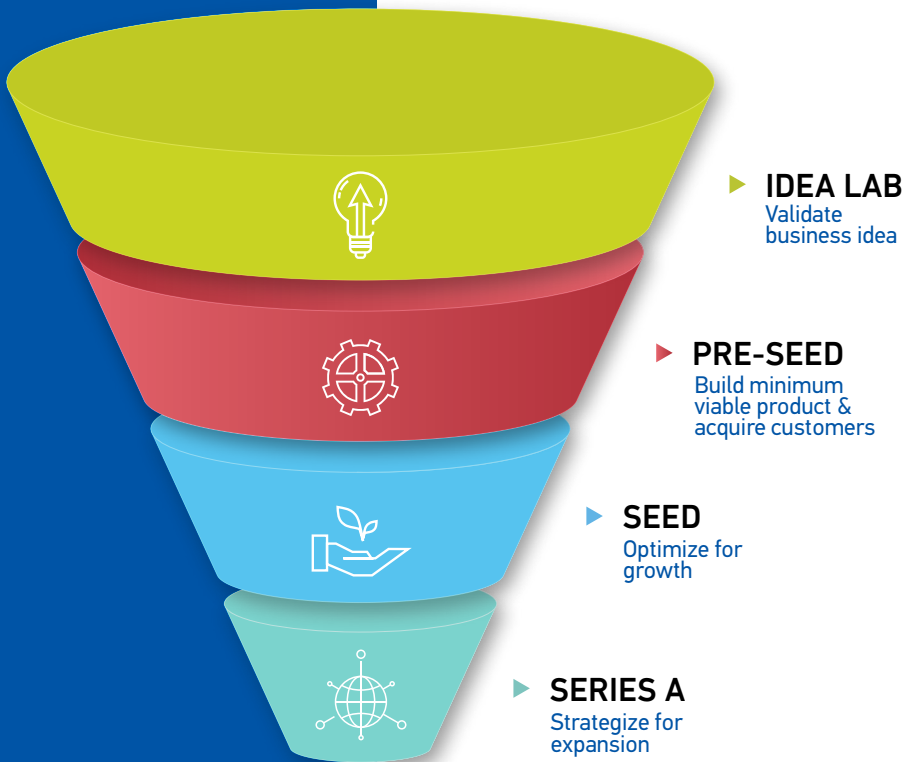 IDEA LAB
Validate
business idea
PRE-SEED
Build minimum
viable product &
acquire customers
SEED
Optimize for
growth
SERIES A
Strategize for
expansion